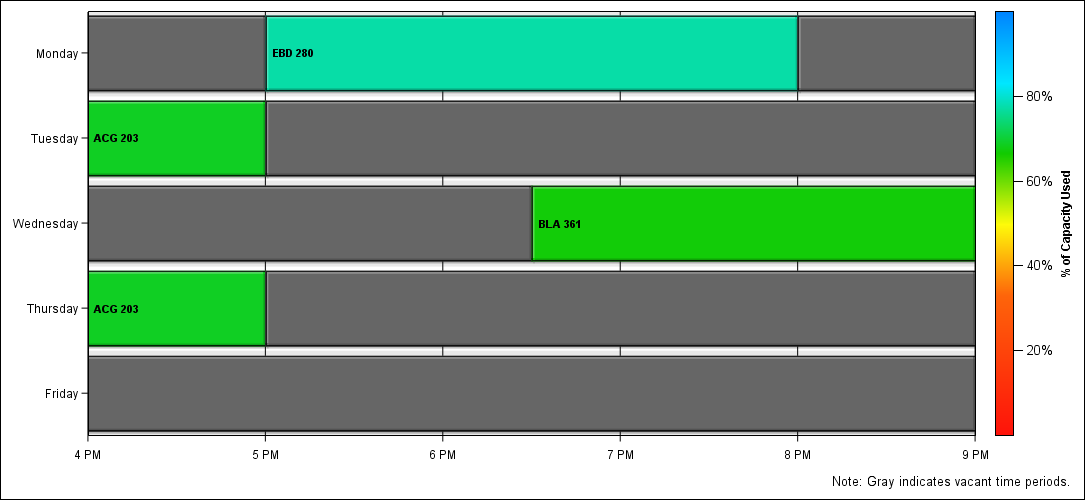 Monday
EBD 280
Tuesday
ACG 203
Wednesday
BLA 361
Thursday
ACG 203
Friday
4 PM 5 PM 6 PM 7 PM 8 PM 9 PM
80%
60%
40%
20%
% of Capacity Used
Note: Gray indicates vacant time periods.